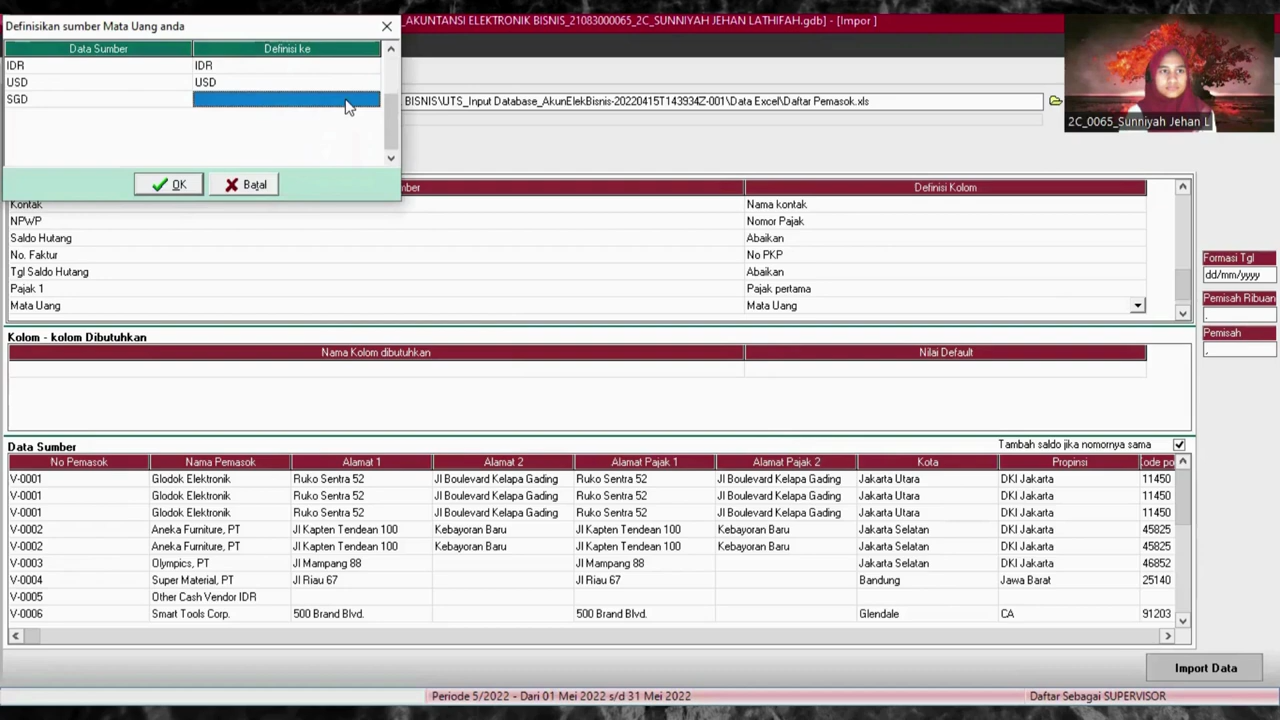 Definisikan sumber Mata Uang anda
AKUNTANSI ELEKTRONIK BISNIS_21083000065_2C_SUNNIYAH JEHAN LATHIFAH.gdb] - [Impor ]
Data Sumber Definisi ke
IDR IDR
USD USD
SGD
BISNIS\UTS_Input Database_AkunElekBisnis-20220415T143934Z-001\Data Excel\Daftar Pemasok.xls
2C_0065_Sunniyah Jehan L
OK Batal
Definisi Kolom
Kontak Nama kontak
NPWP Nomor Pajak
Saldo Hutang Abaikan
No. Faktur No PKP
Tgl Saldo Hutang Abaikan
Pajak 1 Pajak pertama
Mata Uang Mata Uang
Formasi Tgl
dd/mm/yyyy
Pemisah Ribuan
.
Pemisah
,
Kolom - kolom Dibutuhkan
Nama Kolom dibutuhkan Nilai Default
Data Sumber Tambah saldo jika nomornya sama
No Pemasok Nama Pemasok Alamat 1 Alamat 2 Alamat Pajak 1 Alamat Pajak 2 Kota Propinsi
V-0001 Glodok Elektronik Ruko Sentra 52 Jl Boulevard Kelapa Gading Ruko Sentra 52 Jl Boulevard Kelapa Gading Jakarta Utara DKI Jakarta 11450
V-0001 Glodok Elektronik Ruko Sentra 52 Jl Boulevard Kelapa Gading Ruko Sentra 52 Jl Boulevard Kelapa Gading Jakarta Utara DKI Jakarta 11450
V-0001 Glodok Elektronik Ruko Sentra 52 Jl Boulevard Kelapa Gading Ruko Sentra 52 Jl Boulevard Kelapa Gading Jakarta Utara DKI Jakarta 11450
V-0002 Aneka Furniture, PT Jl Kapten Tendean 100 Kebayoran Baru Jl Kapten Tendean 100 Kebayoran Baru Jakarta Selatan DKI Jakarta 45825
V-0002 Aneka Furniture, PT Jl Kapten Tendean 100 Kebayoran Baru Jl Kapten Tendean 100 Kebayoran Baru Jakarta Selatan DKI Jakarta 45825
V-0003 Olympics, PT Jl Mampang 88 Jl Mampang 88 Jakarta Selatan DKI Jakarta 46852
V-0004 Super Material, PT Jl Riau 67 Jl Riau 67 Bandung Jawa Barat 25140
V-0005 Other Cash Vendor IDR
V-0006 Smart Tools Corp. 500 Brand Blvd. 500 Brand Blvd. Glendale CA 91203
Import Data
Periode 5/2022 - Dari 01 Mei 2022 s/d 31 Mei 2022 Daftar Sebagai SUPERVISOR